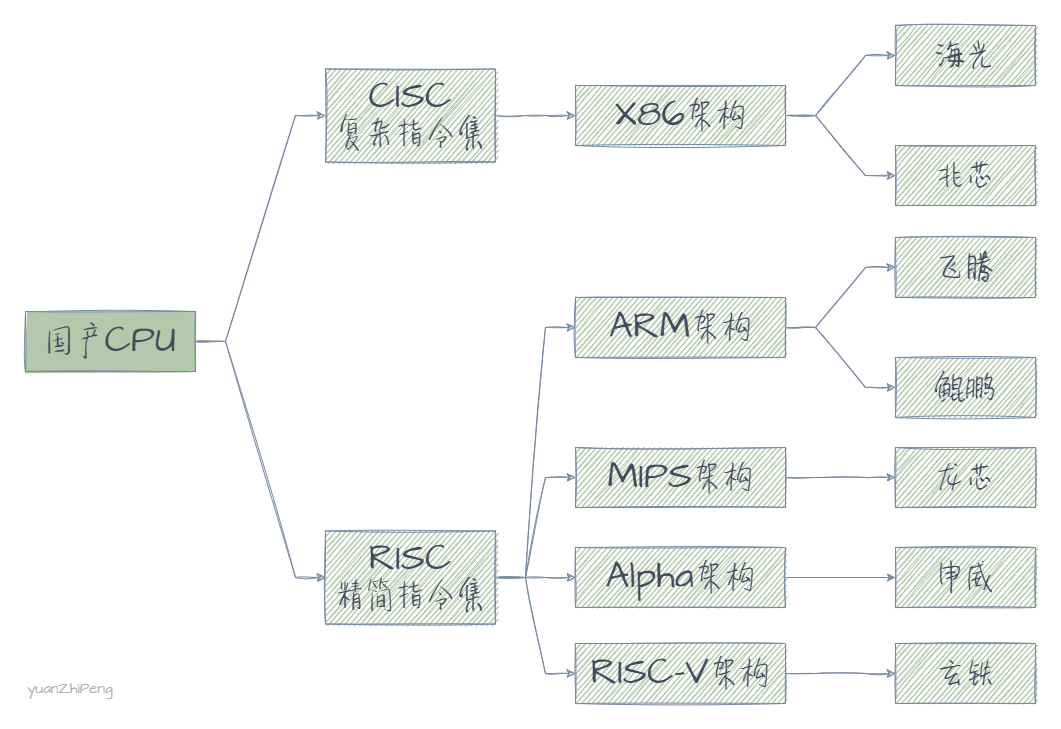 国产CPU
CISC
复杂指令集
X86架构
海光
兆芯
RISC
精简指令集
ARM架构
飞腾
鲲鹏
MIPS架构
龙芯
Alpha架构
申威
RISC-V架构
玄铁
yuanZhiPeng